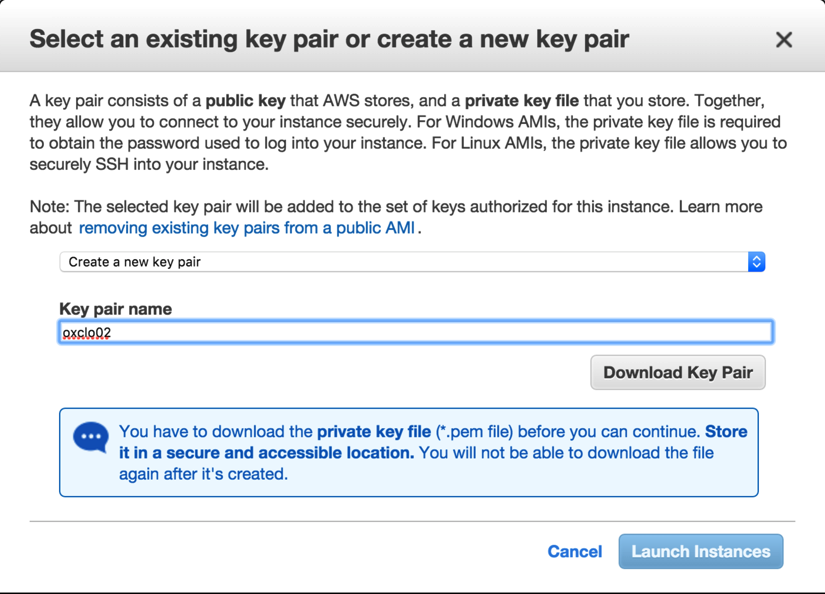 Select an existing key pair or create a new key pair
A key pair consists of a public key that AWS stores, and a private key file that you store. Together,
they allow you to connect to your instance securely. For Windows AMIs, the private key file is required
to obtain the password used to log into your instance. For Linux AMIs, the private key file allows you to
securely SSH into your instance.
Note: The selected key pair will be added to the set of keys authorized for this instance. Learn more
about removing existing key pairs from a public AMI.
Create a new key pair
Key pair name
oxclo02
Download Key Pair
You have to download the private key file (*.pem file) before you can continue. Store
it in a secure and accessible location. You will not be able to download the file
again after it's created.
Cancel
Launch Instances